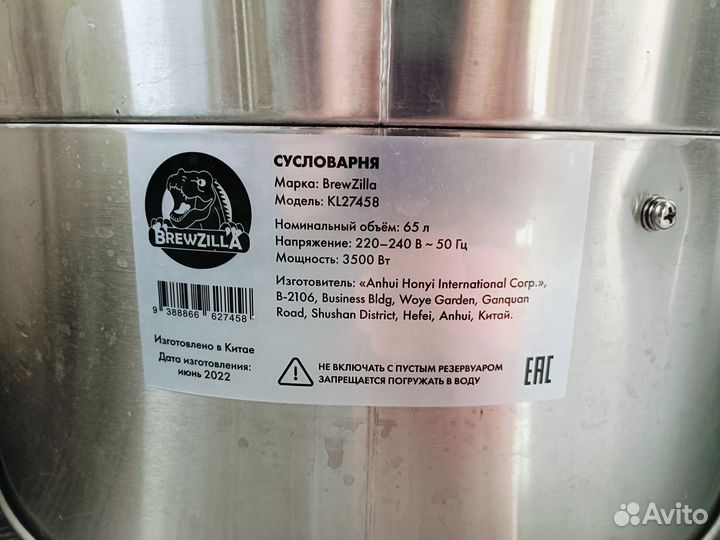 BREWZILLA
СУСЛОВАРНЯ
Марка: BrewZilla
Модель: KL27458
Номинальный объём: 65 л
Напряжение: 220–240 В ~ 50 Гц
Мощность: 3500 Вт
Изготовитель: «Anhui Honyi International Corp.»,
B-2106, Business Bldg, Woye Garden, Ganquan
Road, Shushan District, Hefei, Anhui, Китай.
9 388866 627458
Изготовлено в Китае
Дата изготовления:
июнь 2022
НЕ ВКЛЮЧАТЬ С ПУСТЫМ РЕЗЕРВУАРОМ
ЗАПРЕЩАЕТСЯ ПОГРУЖАТЬ В ВОДУ
EAC
Avito